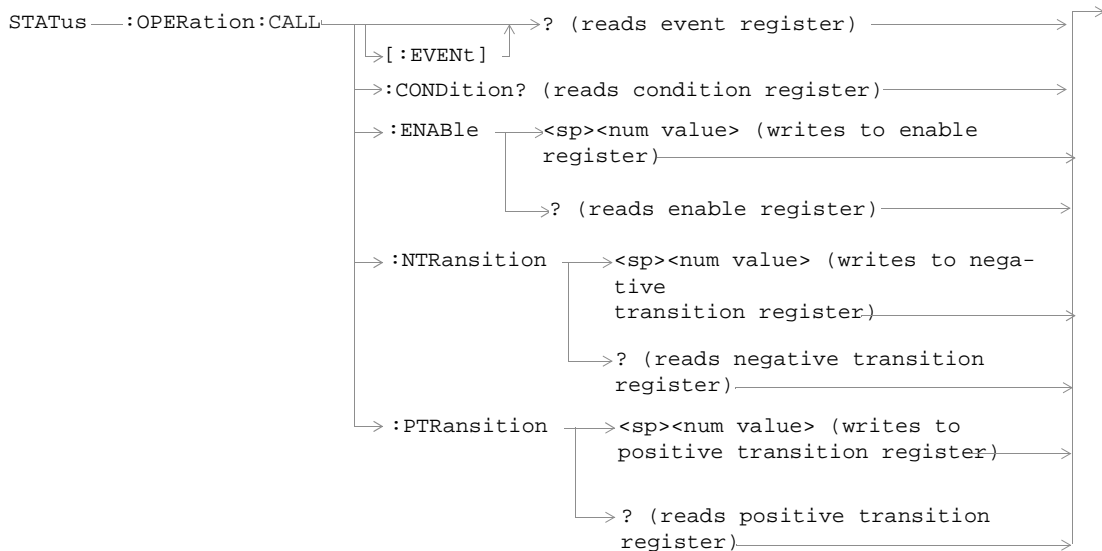 STATus :OPERation:CALL ? (reads event register)
[:EVENt]
:CONDition? (reads condition register)
:ENABle <sp><num value> (writes to enable
register)
? (reads enable register)
:NTRansition <sp><num value> (writes to nega-
tive
transition register)
? (reads negative transition
register)
:PTRansition <sp><num value> (writes to
positive transition register)
? (reads positive transition
register)